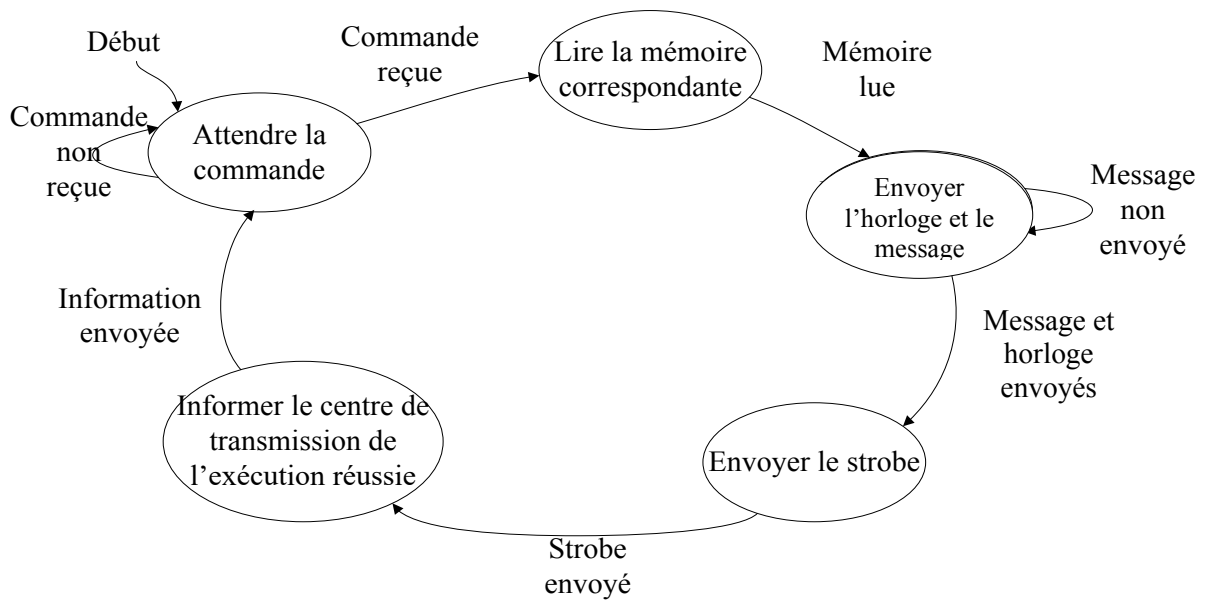 Début
Commande
reçue
Lire la mémoire
correspondante
Mémoire
lue
Commande
non
reçue
Attendre la
commande
Envoyer
l'horloge et le
message
Message
non
envoyé
Information
envoyée
Message et
horloge
envoyés
Informer le centre de
transmission de
l'exécution réussie
Envoyer le strobe
Strobe
envoyé